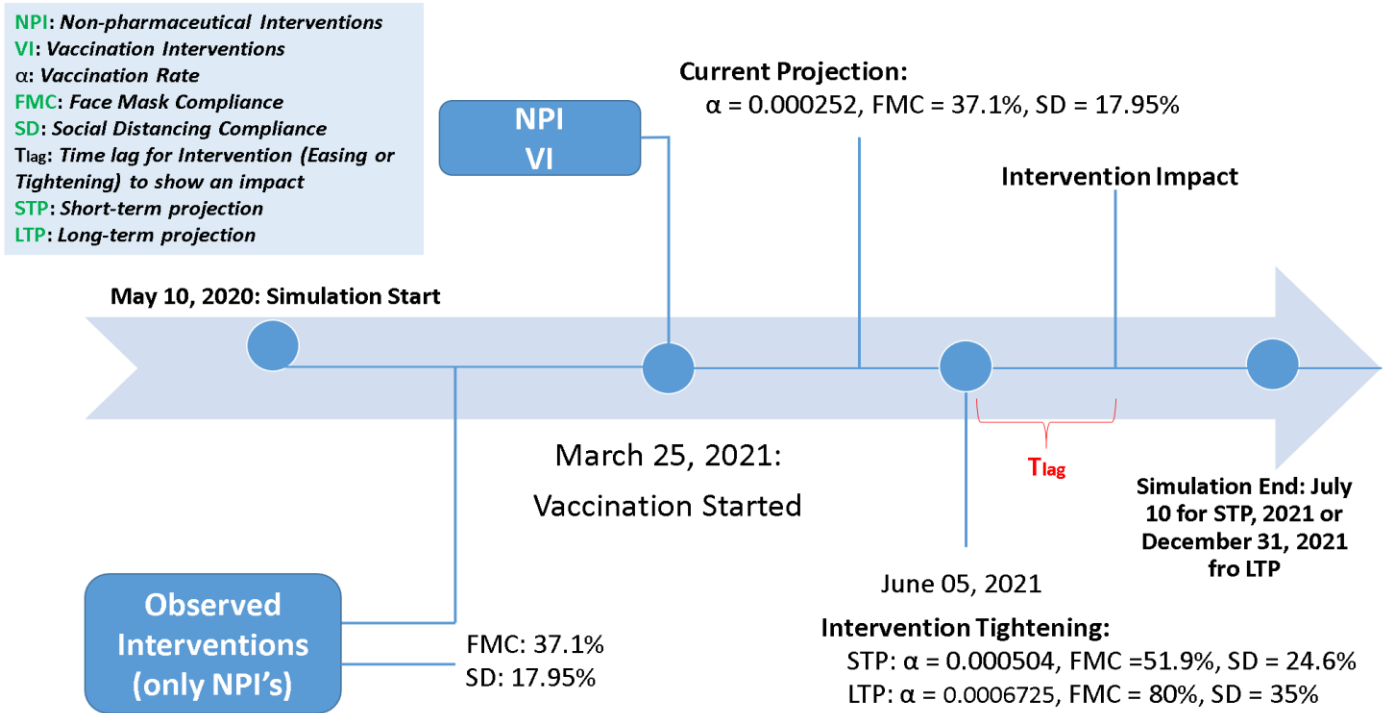 NPI: Non-pharmaceutical Interventions
VI: Vaccination Interventions
α: Vaccination Rate
FMC: Face Mask Compliance
SD: Social Distancing Compliance
Tlag: Time lag for Intervention (Easing or
Tightening) to show an impact
STP: Short-term projection
LTP: Long-term projection
NPI
VI
Current Projection:
α = 0.000252, FMC = 37.1%, SD = 17.95%
Intervention Impact
May 10, 2020: Simulation Start
March 25, 2021:
Vaccination Started
Tlag
Simulation End: July
10 for STP, 2021 or
December 31, 2021
fro LTP
Observed
Interventions
(only NPI's)
FMC: 37.1%
SD: 17.95%
June 05, 2021
Intervention Tightening:
STP: α = 0.000504, FMC =51.9%, SD = 24.6%
LTP: α = 0.0006725, FMC = 80%, SD = 35%